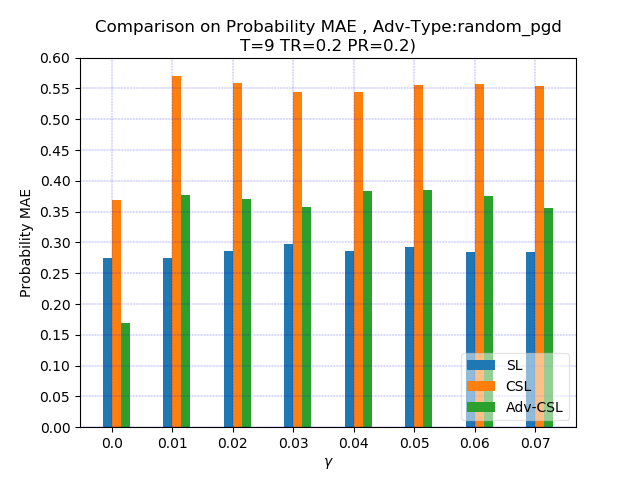 Comparison on Probability MAE , Adv-Type:random_pgd
T=9 TR=0.2 PR=0.2)
0.60
0.55
0.50
0.45
0.40
0.35
0.30
0.25
0.20
0.15
0.10
0.05
0.00
Probability MAE
SL
CSL
Adv-CSL
0.0 0.01 0.02 0.03 0.04 0.05 0.06 0.07
γ